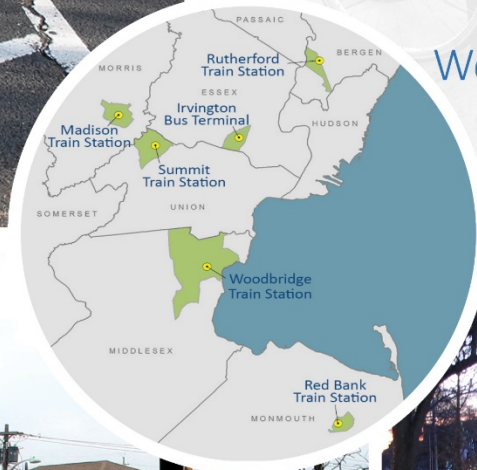 PASSAIC
BERGEN
Rutherford
Train Station
MORRIS
ESSEX
Irvington
Bus Terminal
HUDSON
Madison
Train Station
Summit
Train Station
SOMERSET
UNION
Woodbridge
Train Station
MIDDLESEX
Red Bank
Train Station
MONMOUTH